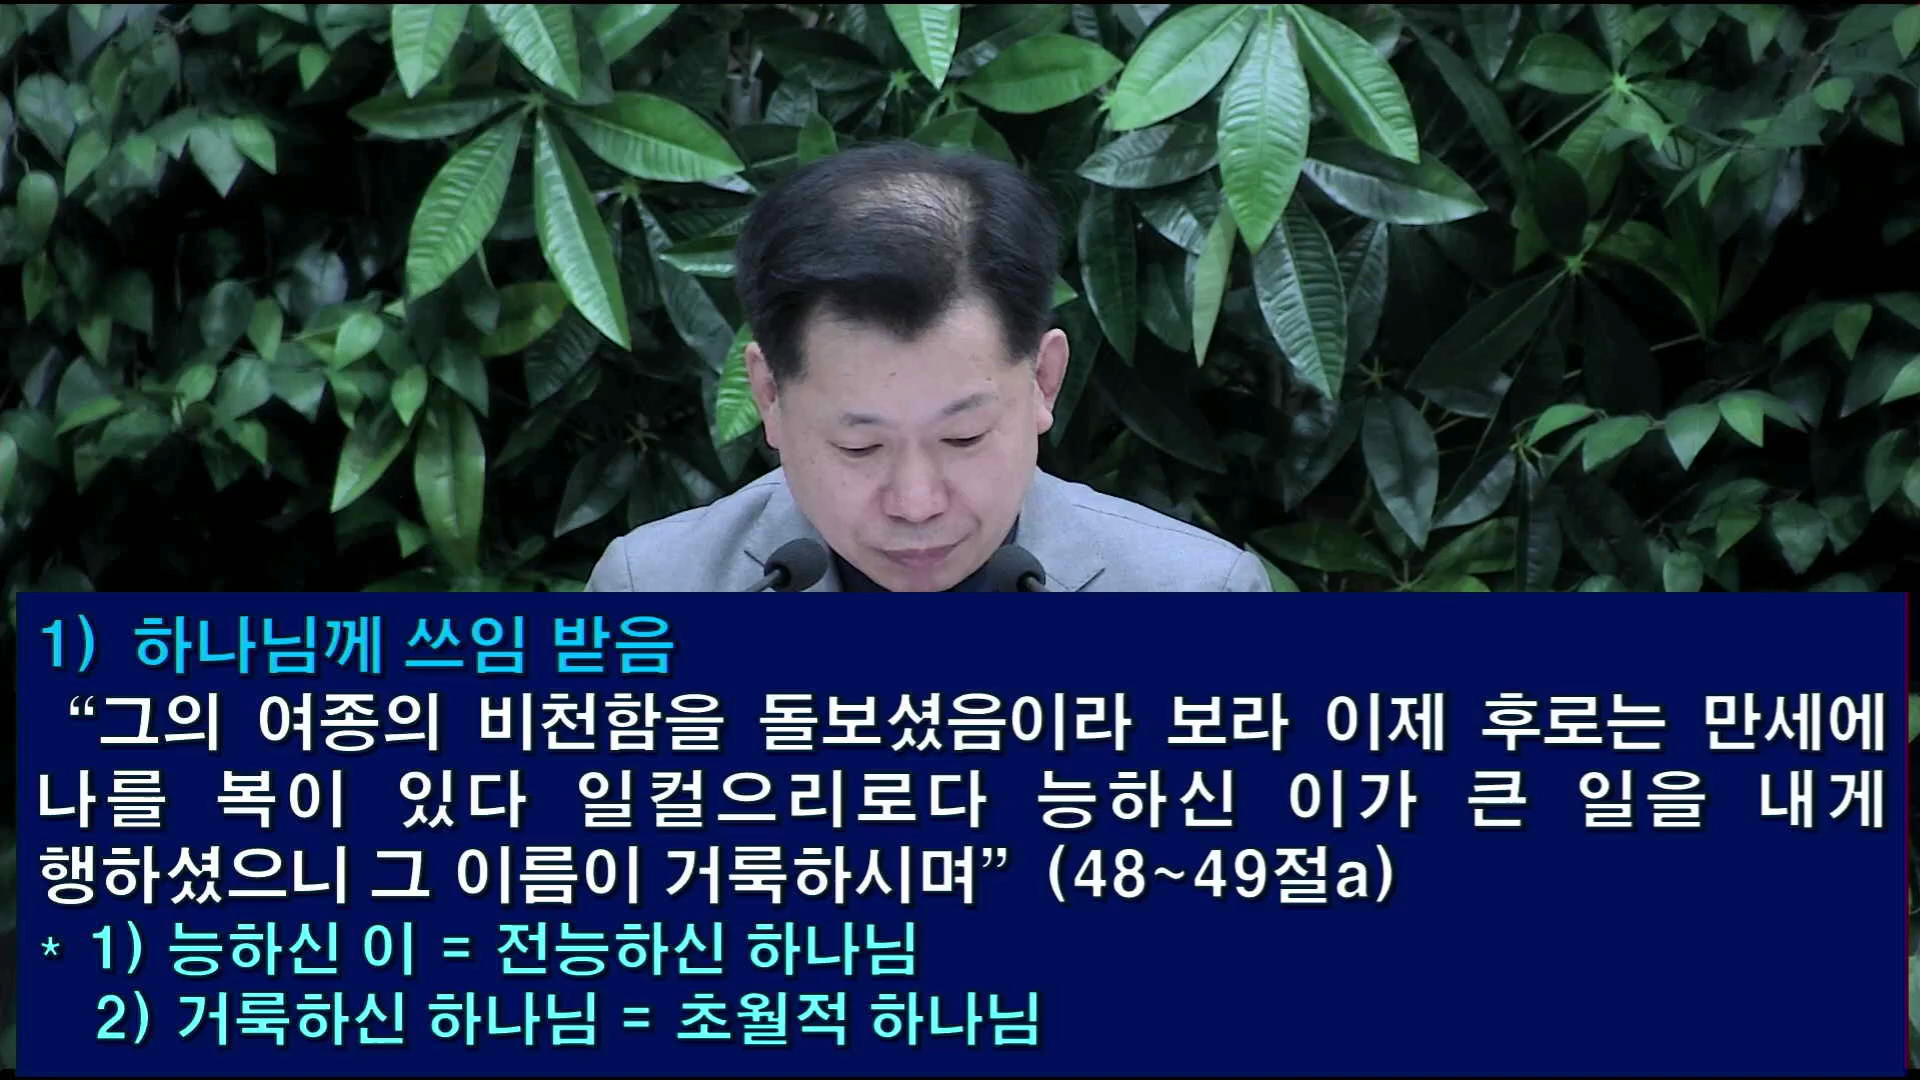 1) 하나님께 쓰임 받음
“그의 여종의 비천함을 돌보셨음이라 보라 이제 후로는 만세에
나를 복이 있다 일컬으리로다 능하신 이가 큰 일을 내게
행하셨으니 그 이름이 거룩하시며” (48~49절a)
* 1) 능하신 이 = 전능하신 하나님
2) 거룩하신 하나님 = 초월적 하나님